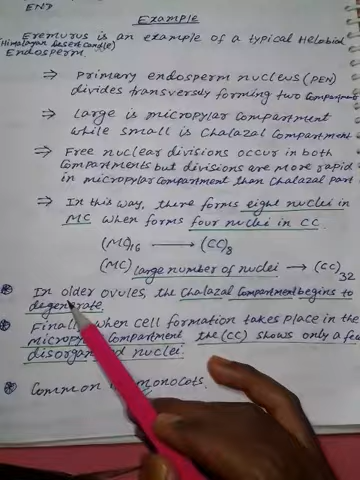 END
Example
Eremurus is an example of a typical Helobial
(Himalayan desert candle)
Endosperm.
⇒ Primary endosperm nucleus (PEN)
divides transversly forming two compartment
⇒ Large is micropylar compartment
while small is Chalazal Compartment
⇒ Free nuclear divisions occur in both
Compartments but divisions are more rapid
in micropylar Compartment than Chalazal part
⇒ In this way, there forms eight nuclei in
MC when forms four nuclei in CC.
(MC)16 ⟶ (CC)8
(MC) large number of nuclei → (CC)32
In older ovules, the Chalazal Compartment begins to
degenerate.
Finally when cell formation takes place in the
Compartment the (CC) shows only a few
nuclei.
Common in monocots.